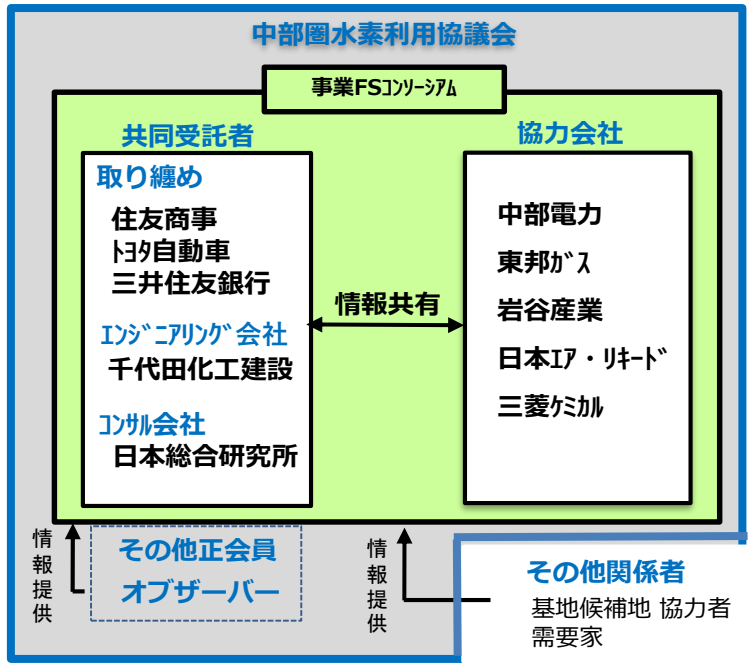 中部圏水素利用協議会
事業FSｺﾝｿｰｼｱﾑ
共同受託者
取り纏め
住友商事
ﾄﾖﾀ自動車
三井住友銀行
ｴﾝｼﾞﾆｱﾘﾝｸﾞ会社
千代田化工建設
ｺﾝｻﾙ会社
日本総合研究所
情報共有
協力会社
中部電力
東邦ｶﾞｽ
岩谷産業
日本ｴｱ・ﾘｷｰﾄﾞ
三菱ｹﾐｶﾙ
情報提供
その他正会員
オブザーバー
情報提供
その他関係者
基地候補地 協力者
需要家